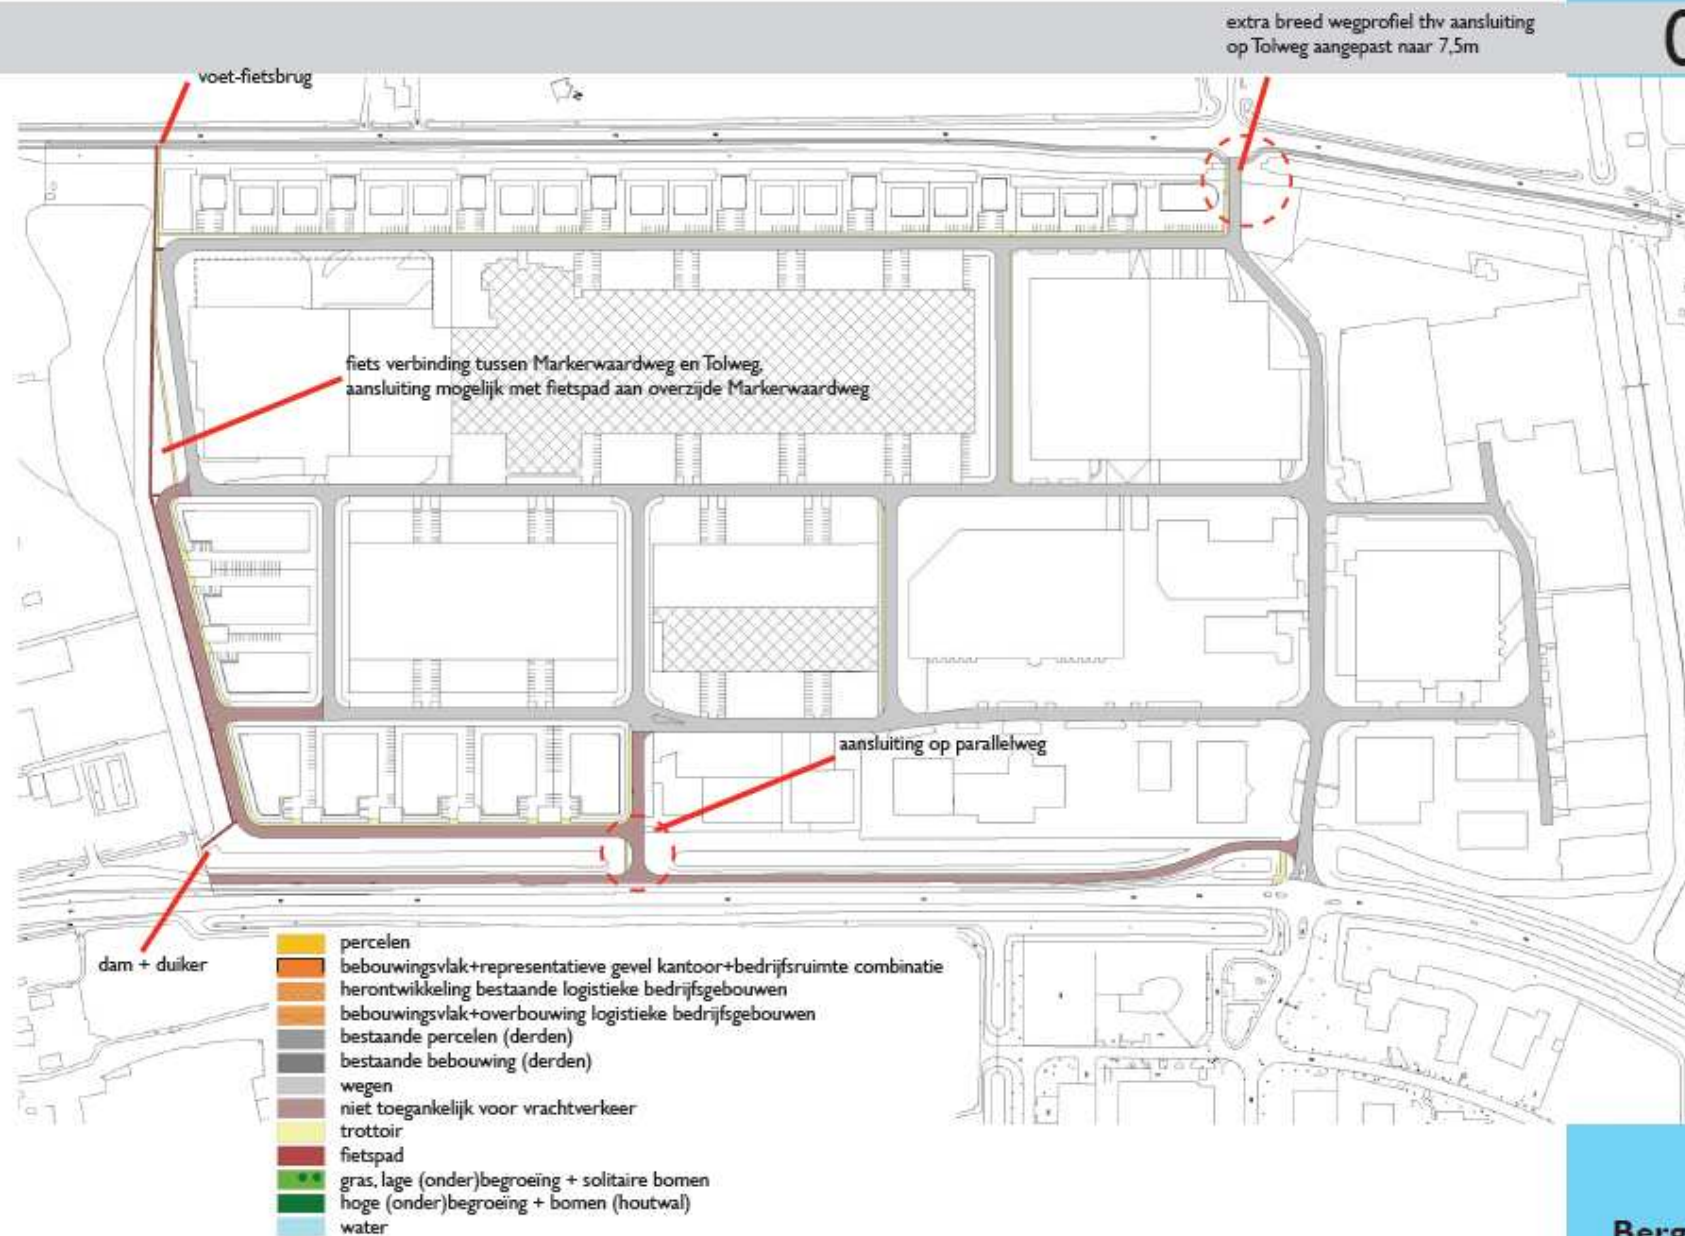 extra breed wegprofiel thv aansluiting
op Tolweg aangepast naar 7,5m
voet-fietsbrug
fiets verbinding tussen Markerwaardweg en Tolweg,
aansluiting mogelijk met fietspad aan overzijde Markerwaardweg
aansluiting op parallelweg
dam + duiker
percelen
bebouwingsvlak+representatieve gevel kantoor+bedrijfsruimte combinatie
herontwikkeling bestaande logistieke bedrijfsgebouwen
bebouwingsvlak+overbouwing logistieke bedrijfsgebouwen
bestaande percelen (derden)
bestaande bebouwing (derden)
wegen
niet toegankelijk voor vrachtverkeer
trottoir
fietspad
gras, lage (onder)begroeïng + solitaire bomen
hoge (onder)begroeïng + bomen (houtwal)
water